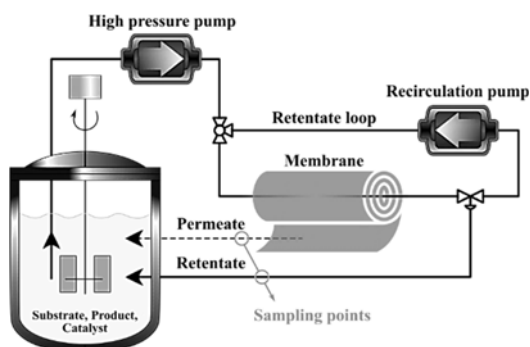 High pressure pump
Recirculation pump
Retentate loop
Membrane
Permeate
Retentate
Substrate, Product,
Catalyst
Sampling points